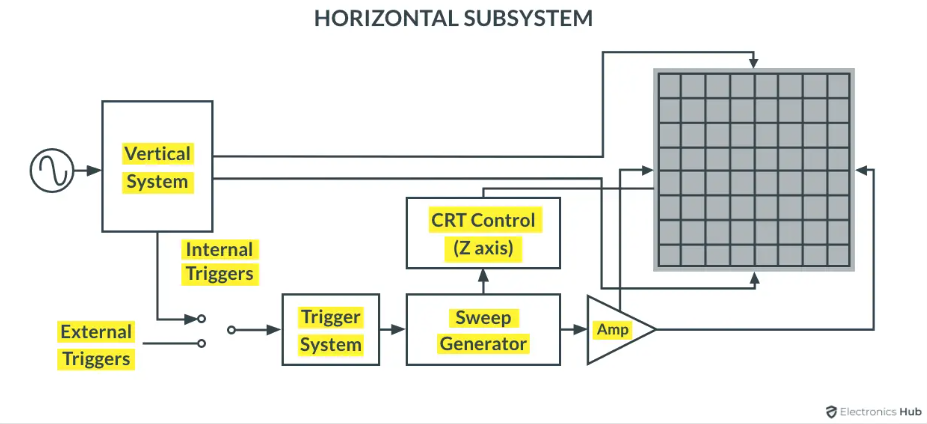 HORIZONTAL SUBSYSTEM
Vertical
System
CRT Control
(Z axis)
Internal
Triggers
External
Triggers
Trigger
System
Sweep
Generator
Amp
Electronics Hub